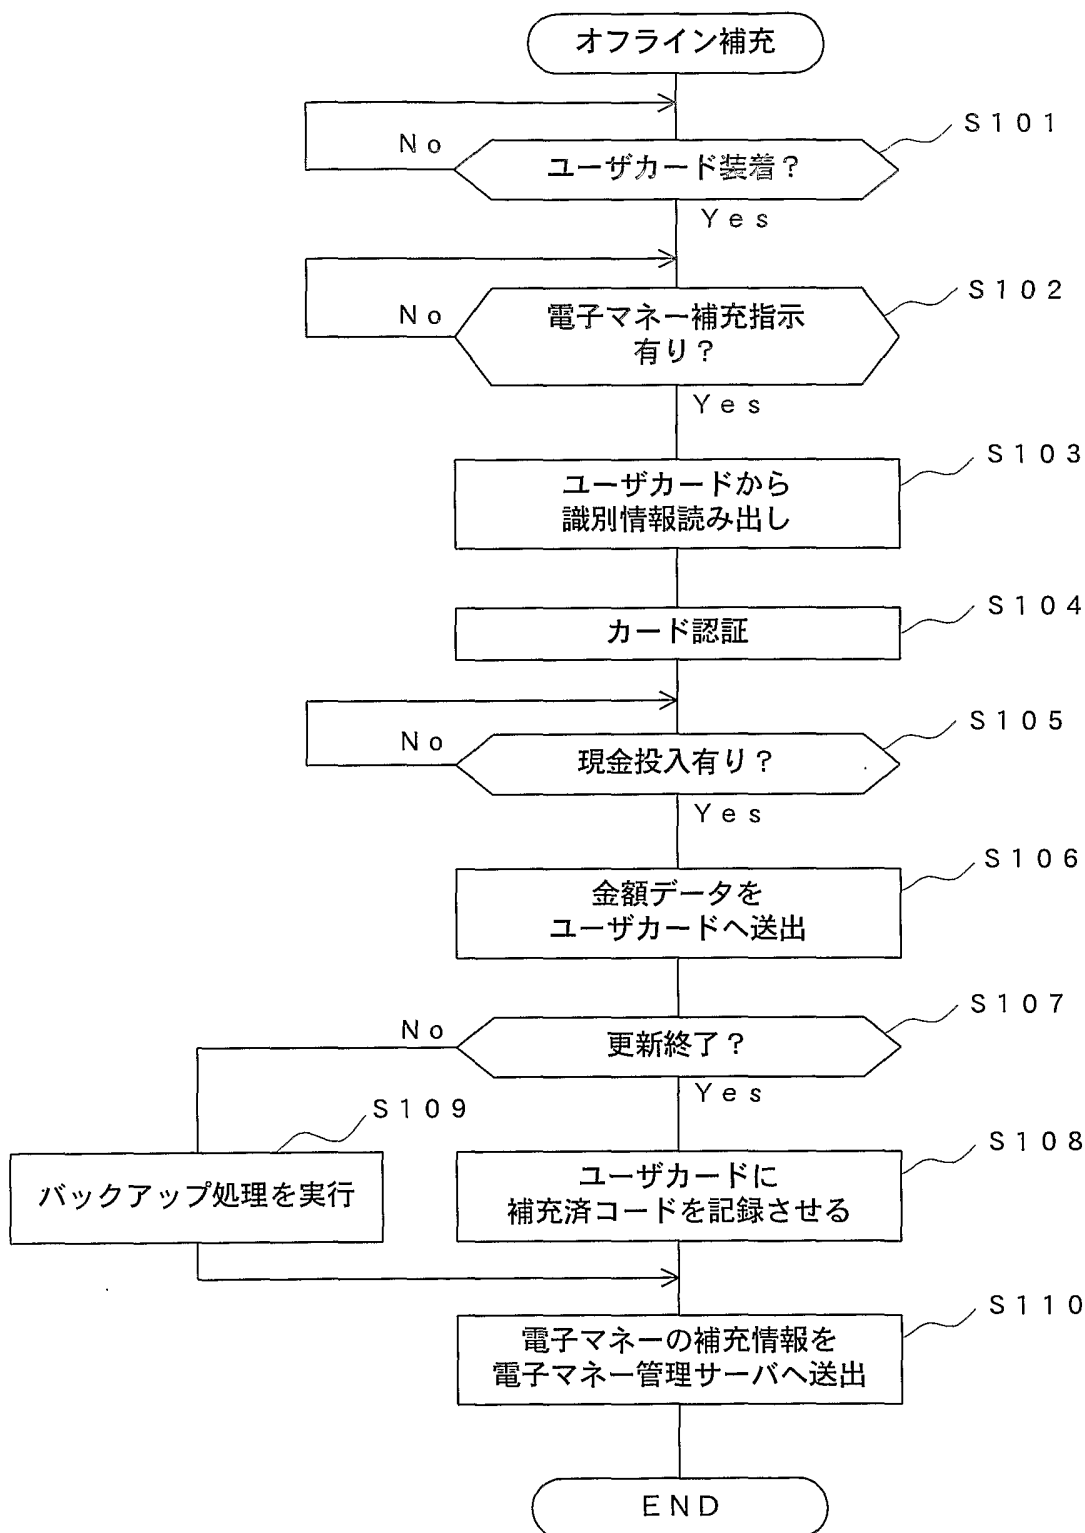 オフライン補充
S101
No
ユーザカード装着?
Yes
S102
No
電子マネー補充指示
有り?
Yes
S103
ユーザカードから
識別情報読み出し
S104
カード認証
S105
No
現金投入有り?
Yes
S106
金額データを
ユーザカードへ送出
S107
No
更新終了?
Yes
S109
バックアップ処理を実行
S108
ユーザカードに
補充済コードを記録させる
S110
電子マネーの補充情報を
電子マネー管理サーバへ送出
END